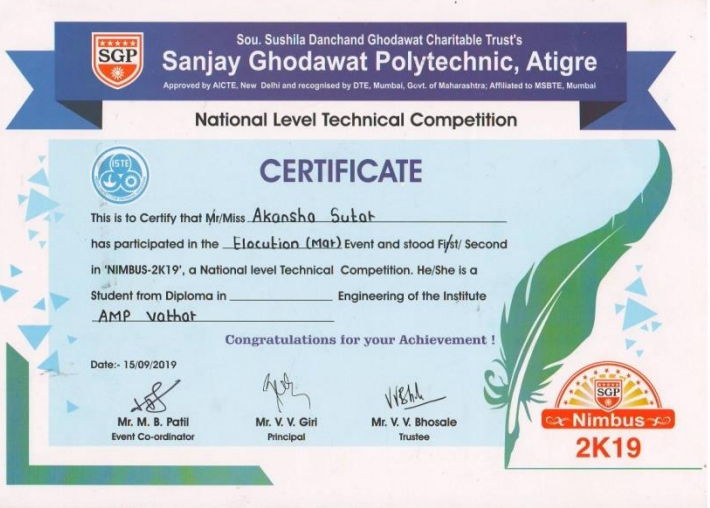 SGP
Sou. Sushila Danchand Ghodawat Charitable Trust's
Sanjay Ghodawat Polytechnic, Atigre
Approved by AICTE, New Delhi and recognised by DTE, Mumbai, Govt. of Maharashtra; Affiliated to MSBTE, Mumbai
National Level Technical Competition
ISTE
CERTIFICATE
This is to Certify that Mr/Miss Akansha Sutar
has participated in the Elocution (Mar) Event and stood First/ Second
in 'NIMBUS-2K19', a National level Technical Competition. He/She is a
Student from Diploma in _______________ Engineering of the Institute
AMP Vathar
Congratulations for your Achievement !
Date:- 15/09/2019
Mr. M. B. Patil
Event Co-ordinator
Mr. V. V. Giri
Principal
Mr. V. V. Bhosale
Trustee
SGP
Nimbus
2K19